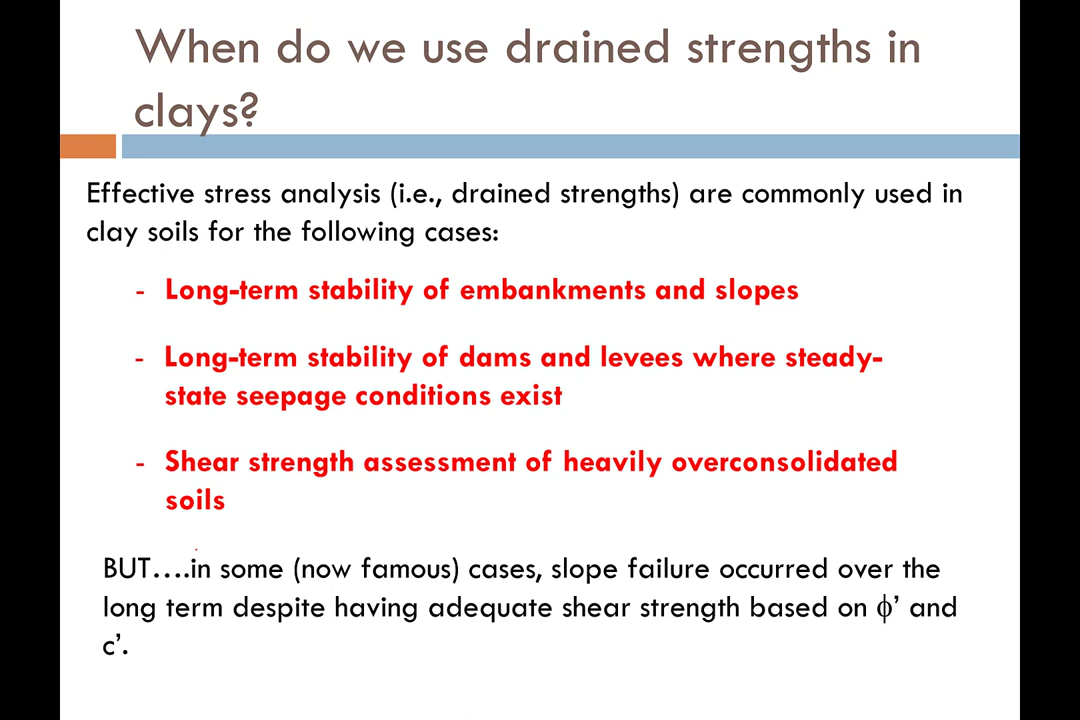 When do we use drained strengths in
clays?
Effective stress analysis (i.e., drained strengths) are commonly used in
clay soils for the following cases:
- Long-term stability of embankments and slopes
- Long-term stability of dams and levees where steady-
state seepage conditions exist
- Shear strength assessment of heavily overconsolidated
soils
BUT….in some (now famous) cases, slope failure occurred over the
long term despite having adequate shear strength based on ϕ’ and
c’.